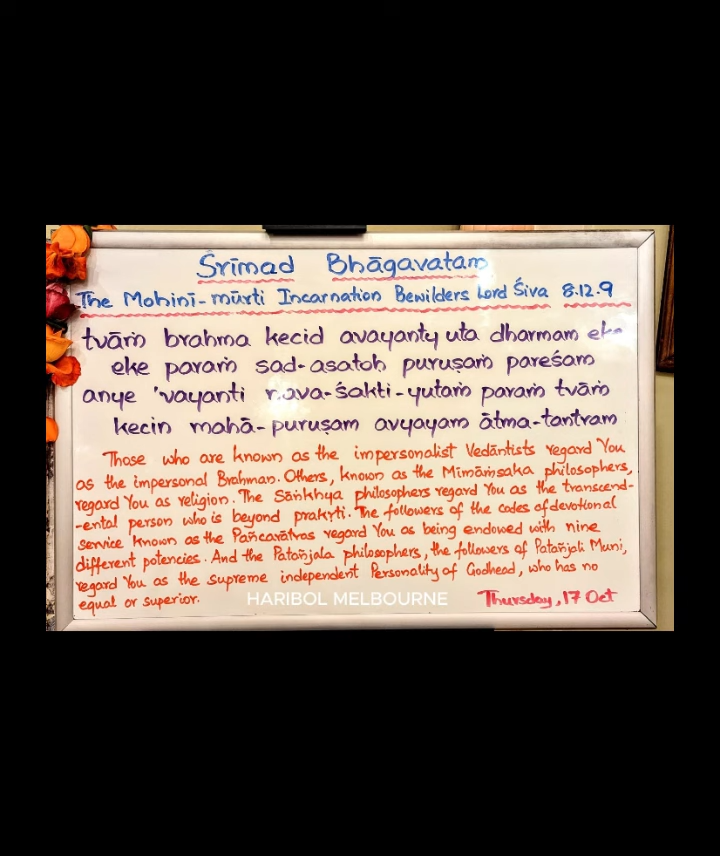 Śrīmad Bhāgavatam
The Mohinī-mūrti Incarnation Bewilders Lord Śiva 8.12.9
tvāṁ brahma kecid avayanty uta dharmam eke
eke paraṁ sad-asatoḥ puruṣaṁ pareśam
anye 'vayanti nava-śakti-yutaṁ paraṁ tvāṁ
kecin mahā-puruṣam avyayam ātma-tantram
Those who are known as the impersonalist Vedāntists regard You
as the impersonal Brahman. Others, known as the Mīmāṁsaka philosophers,
regard You as religion. The Sāṅkhya philosophers regard You as the transcend-
-ental person who is beyond prakṛti. The followers of the codes of devotional
service known as the Pañcarātras regard You as being endowed with nine
different potencies. And the Patañjala philosophers, the followers of Patañjali Muni,
regard You as the supreme independent Personality of Godhead, who has no
equal or superior.
HARIBOL MELBOURNE
Thursday, 17 Oct